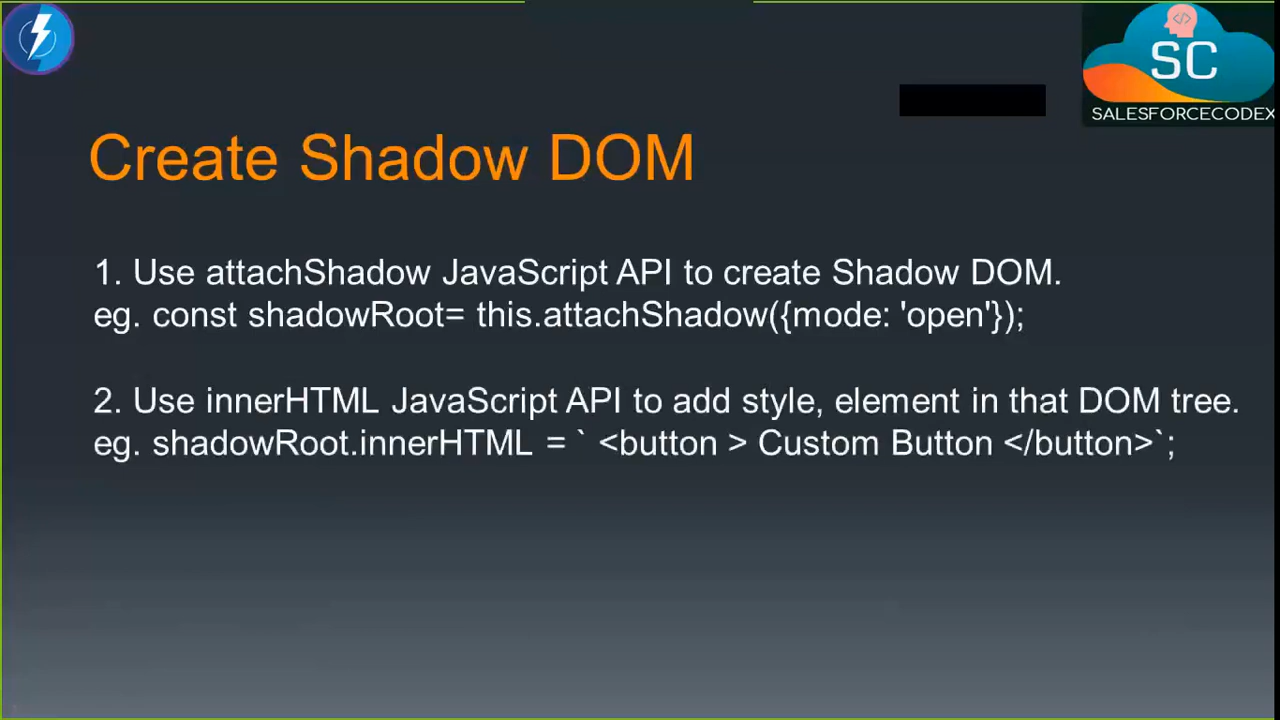 SC
SALESFORCECODEX
Create Shadow DOM
1. Use attachShadow JavaScript API to create Shadow DOM.
eg. const shadowRoot= this.attachShadow({mode: 'open'});
2. Use innerHTML JavaScript API to add style, element in that DOM tree.
eg. shadowRoot.innerHTML = ` <button > Custom Button </button>`;